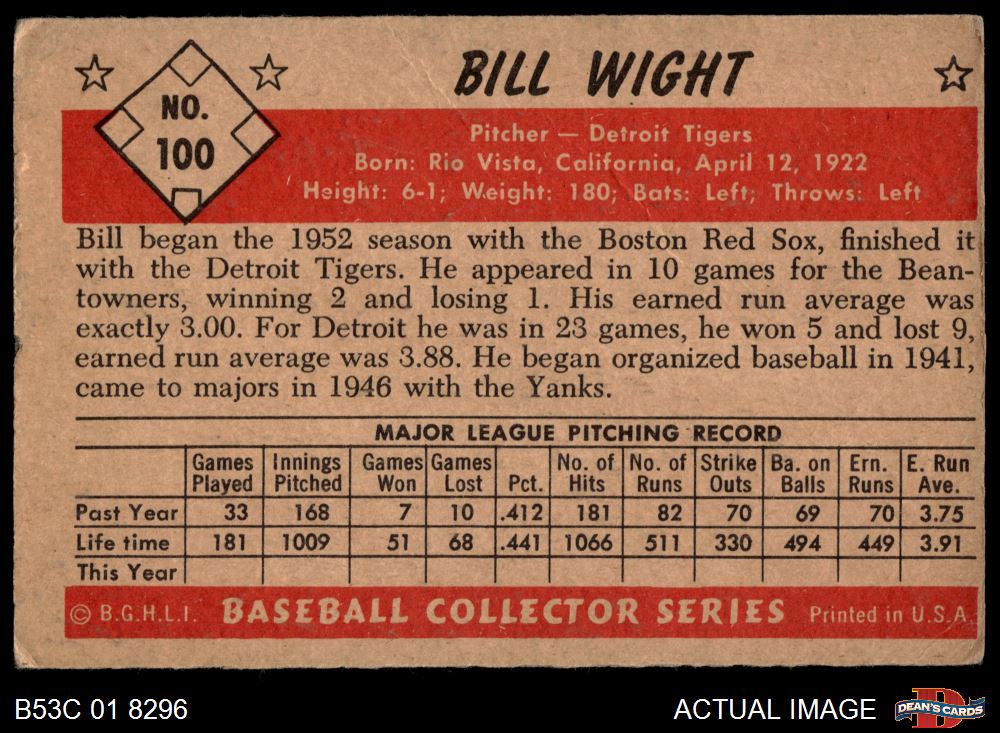 BILL WIGHT
NO.
100
Pitcher — Detroit Tigers
Born: Rio Vista, California, April 12, 1922
Height: 6-1; Weight: 180; Bats: Left; Throws: Left
Bill began the 1952 season with the Boston Red Sox, finished it
with the Detroit Tigers. He appeared in 10 games for the Bean-
towners, winning 2 and losing 1. His earned run average was
exactly 3.00. For Detroit he was in 23 games, he won 5 and lost 9,
earned run average was 3.88. He began organized baseball in 1941,
came to majors in 1946 with the Yanks.
MAJOR LEAGUE PITCHING RECORD
Games Innings Games Games No. of No. of Strike Ba. on Ern. E. Run
Played Pitched Won Lost Pct. Hits Runs Outs Balls Runs Ave.
Past Year 33 168 7 10 .412 181 82 70 69 70 3.75
Life time 181 1009 51 68 .441 1066 511 330 494 449 3.91
This Year
© B.G.H.L.I. BASEBALL COLLECTOR SERIES Printed in U.S.A.
B53C 01 8296 ACTUAL IMAGE DEAN'S CARDS